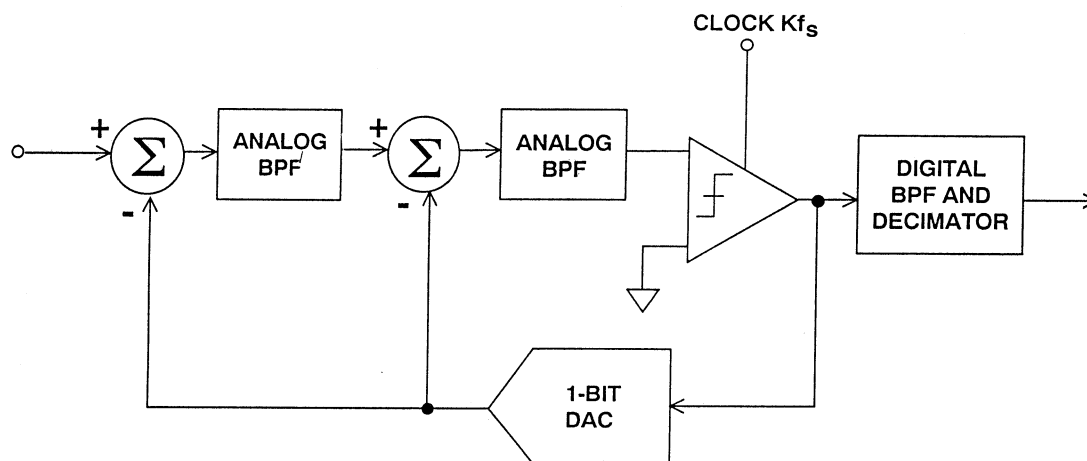 CLOCK Kfs
+
Σ
-
ANALOG
BPF
+
Σ
-
ANALOG
BPF
DIGITAL
BPF AND
DECIMATOR
1-BIT
DAC